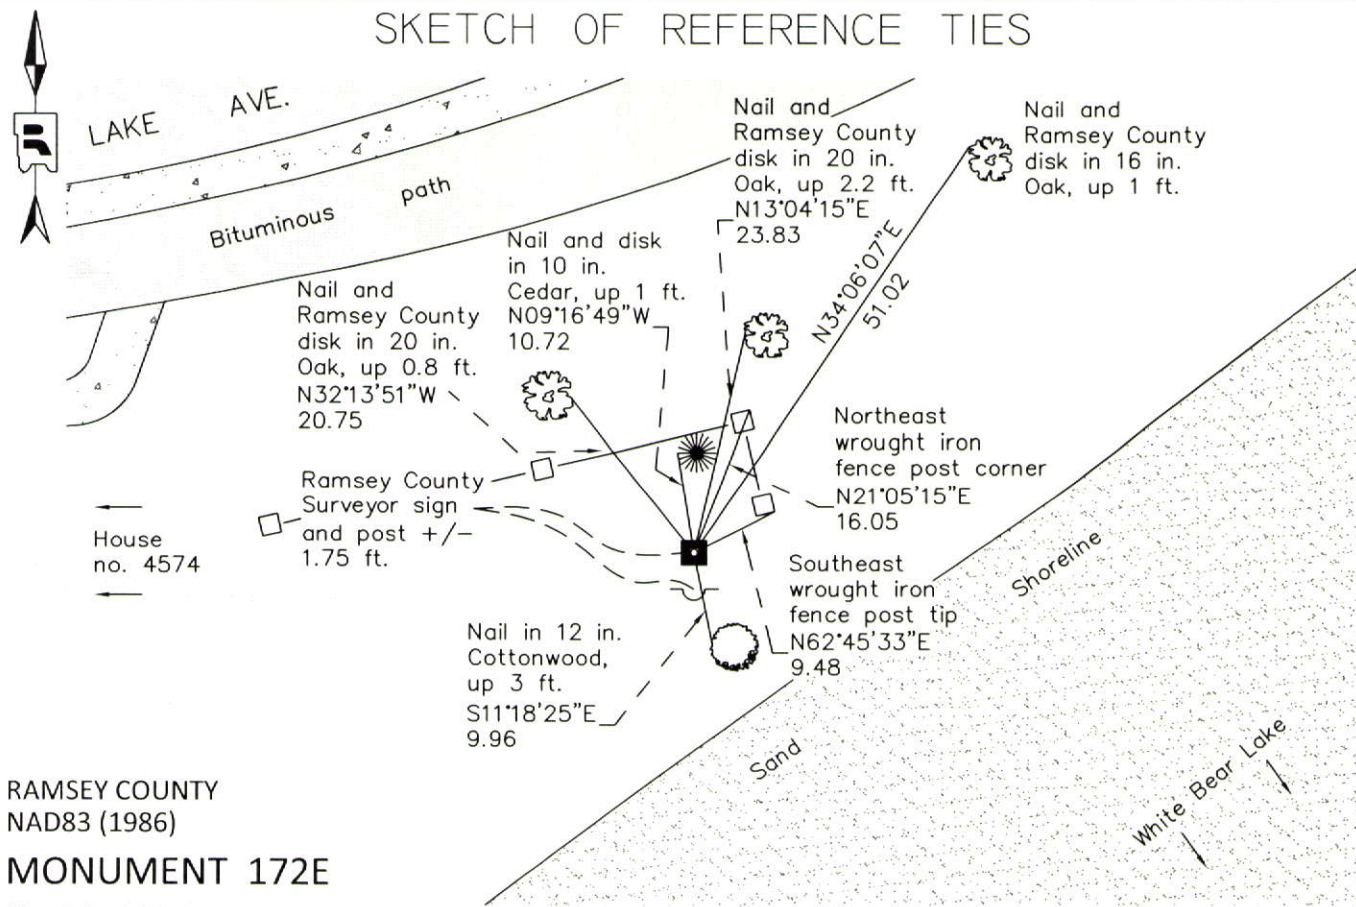 SKETCH OF REFERENCE TIES
LAKE AVE.
Bituminous path
Nail and
Ramsey County
disk in 20 in.
Oak, up 2.2 ft.
N13°04'15"E
23.83
Nail and
Ramsey County
disk in 16 in.
Oak, up 1 ft.
N34°06'07"E
51.02
Nail and disk
in 10 in.
Cedar, up 1 ft.
N09°16'49"W
10.72
Nail and
Ramsey County
disk in 20 in.
Oak, up 0.8 ft.
N32°13'51"W
20.75
Northeast
wrought iron
fence post corner
N21°05'15"E
16.05
Ramsey County
Surveyor sign
and post +/-
1.75 ft.
House
no. 4574
Southeast
wrought iron
fence post tip
N62°45'33"E
9.48
Nail in 12 in.
Cottonwood,
up 3 ft.
S11°18'25"E
9.96
Shoreline
Sand
White Bear Lake
RAMSEY COUNTY
NAD83 (1986)
MONUMENT 172E